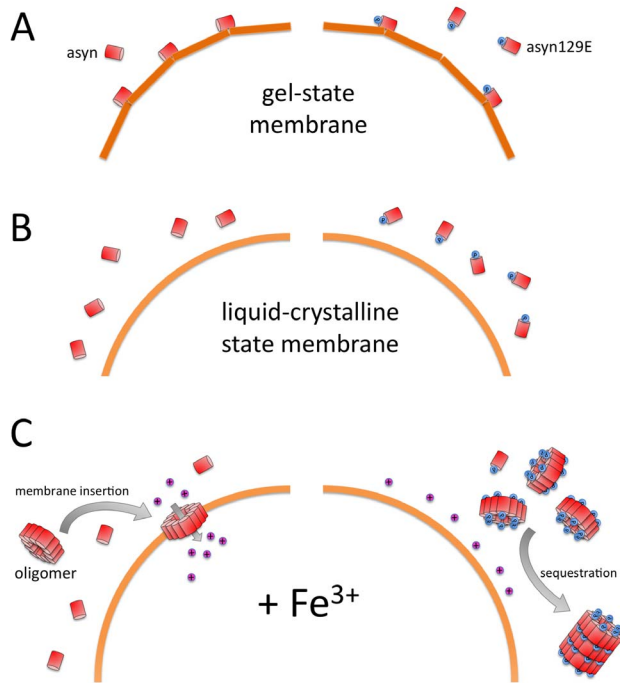 A
asyn
asyn129E
gel-state
membrane
B
liquid-crystalline
state membrane
C
membrane insertion
oligomer
sequestration
+ Fe³⁺